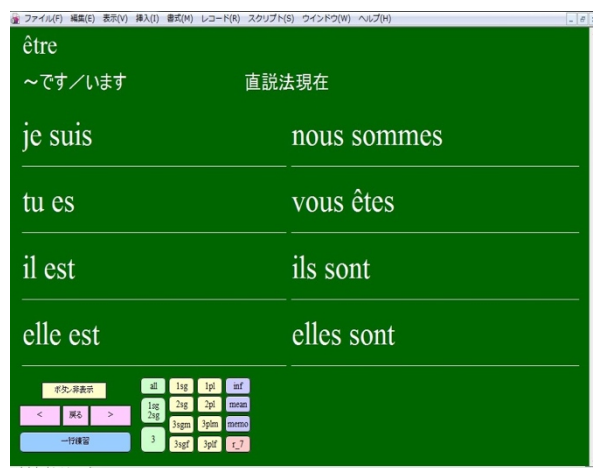 ファイル(F) 編集(E) 表示(V) 挿入(I) 書式(M) レコード(R) スクリプト(S) ウインドウ(W) ヘルプ(H)
être
～です／います 直説法現在
je suis nous sommes
tu es vous êtes
il est ils sont
elle est elles sont
ボタン非表示
< 戻る >
一行練習
all 1sg 1pl inf
1sg 2sg 2sg 2pl mean
3sgm 3plm memo
3 3sgf 3plf r_7